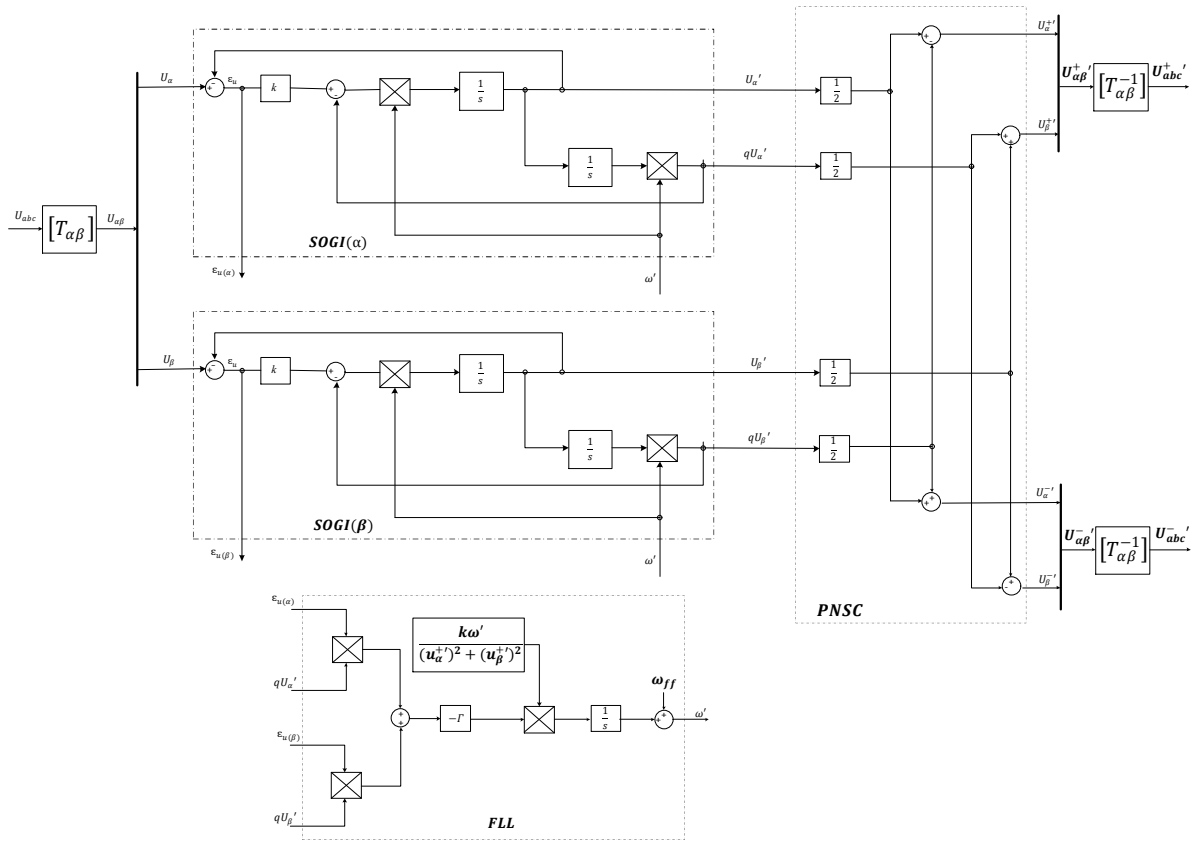 U_abc
[T_αβ]
U_αβ
U_α
+
-
ε_u
k
+
-
1/s
1/s
U_α′
qU_α′
SOGI(α)
ε_u(α)
ω′
U_β
+
-
ε_u
k
+
-
1/s
1/s
U_β′
qU_β′
SOGI(β)
ε_u(β)
ω′
1/2
1/2
1/2
1/2
+
-
+
+
+
+
-
+
PNSC
U_α^+′
U_β^+′
U_αβ^+′
[T_αβ^-1]
U_abc^+′
U_α^-′
U_β^-′
U_αβ^-′
[T_αβ^-1]
U_abc^-′
ε_u(α)
qU_α′
ε_u(β)
qU_β′
+
+
-Γ
kω′
(u_α^+′)^2 + (u_β^+′)^2
1/s
ω_ff
+
+
ω′
FLL